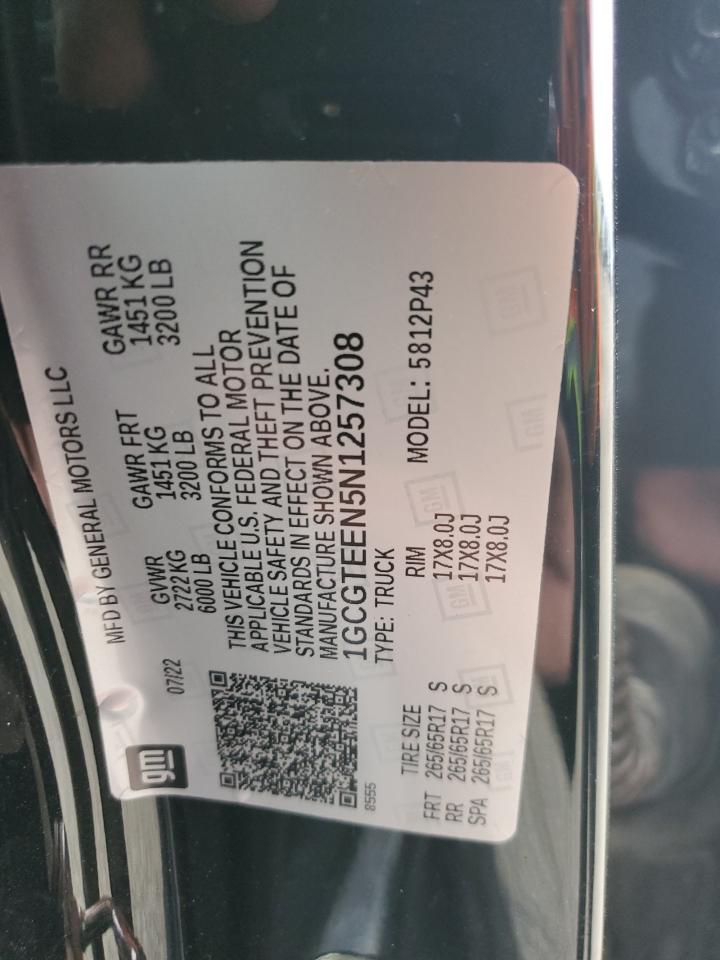 gm
MFD BY GENERAL MOTORS LLC
07/22
GVWR GAWR FRT GAWR RR
2722 KG 1451 KG 1451 KG
6000 LB 3200 LB 3200 LB
THIS VEHICLE CONFORMS TO ALL
APPLICABLE U.S. FEDERAL MOTOR
VEHICLE SAFETY AND THEFT PREVENTION
STANDARDS IN EFFECT ON THE DATE OF
MANUFACTURE SHOWN ABOVE.
1GCGTEEN5N1257308
8555
TYPE: TRUCK MODEL: 5812P43
TIRE SIZE RIM
FRT 265/65R17 S 17X8.0J
RR 265/65R17 S 17X8.0J
SPA 265/65R17 S 17X8.0J